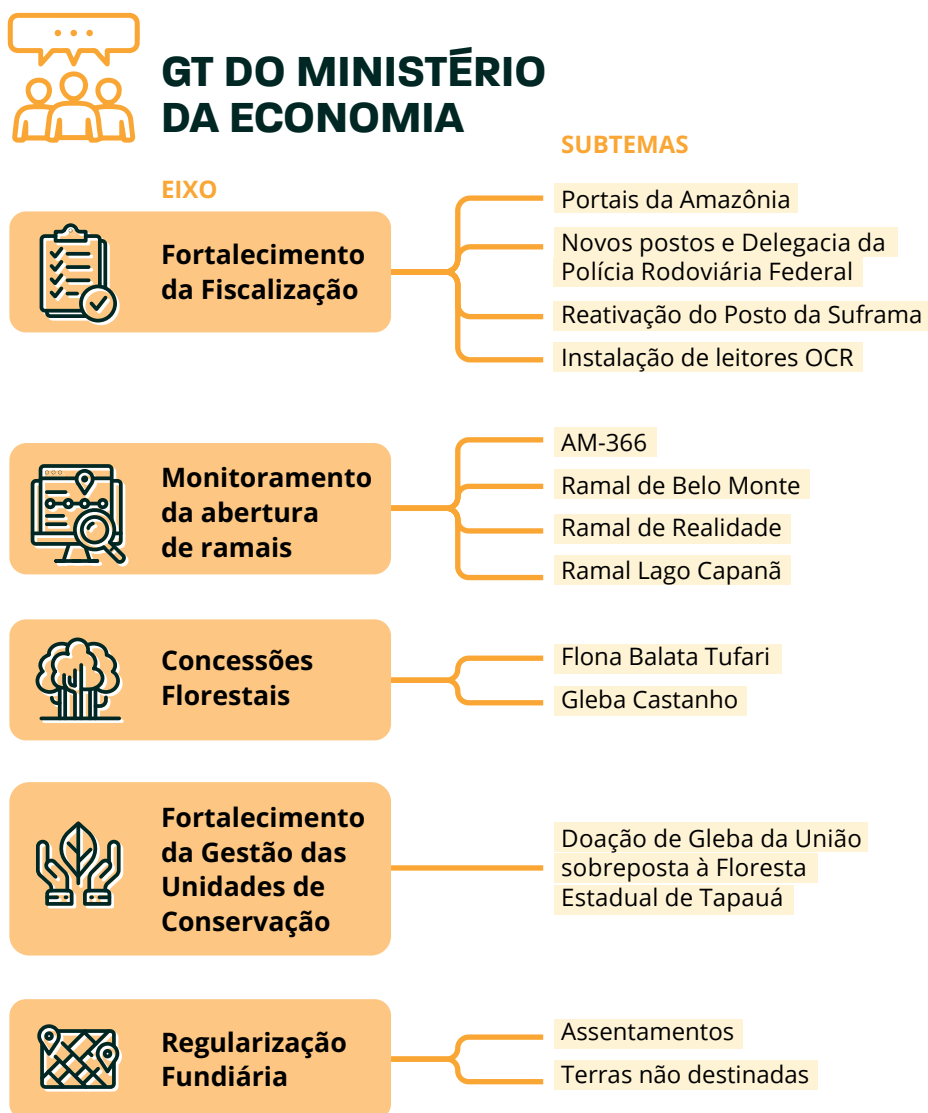 GT DO MINISTÉRIO
DA ECONOMIA
EIXO
SUBTEMAS
Fortalecimento
da Fiscalização
Portais da Amazônia
Novos postos e Delegacia da
Polícia Rodoviária Federal
Reativação do Posto da Suframa
Instalação de leitores OCR
Monitoramento
da abertura
de ramais
AM-366
Ramal de Belo Monte
Ramal de Realidade
Ramal Lago Capanã
Concessões
Florestais
Flona Balata Tufari
Gleba Castanho
Fortalecimento
da Gestão das
Unidades de
Conservação
Doação de Gleba da União
sobreposta à Floresta
Estadual de Tapauá
Regularização
Fundiária
Assentamentos
Terras não destinadas